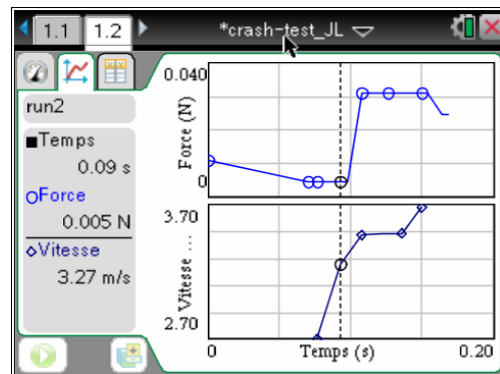 1.1 1.2 *crash-test_JL
run2
Temps
0.09 s
Force
0.005 N
Vitesse
3.27 m/s
0.040
Force (N)
0
3.70
Vitesse ...
2.70
0 Temps (s) 0.20